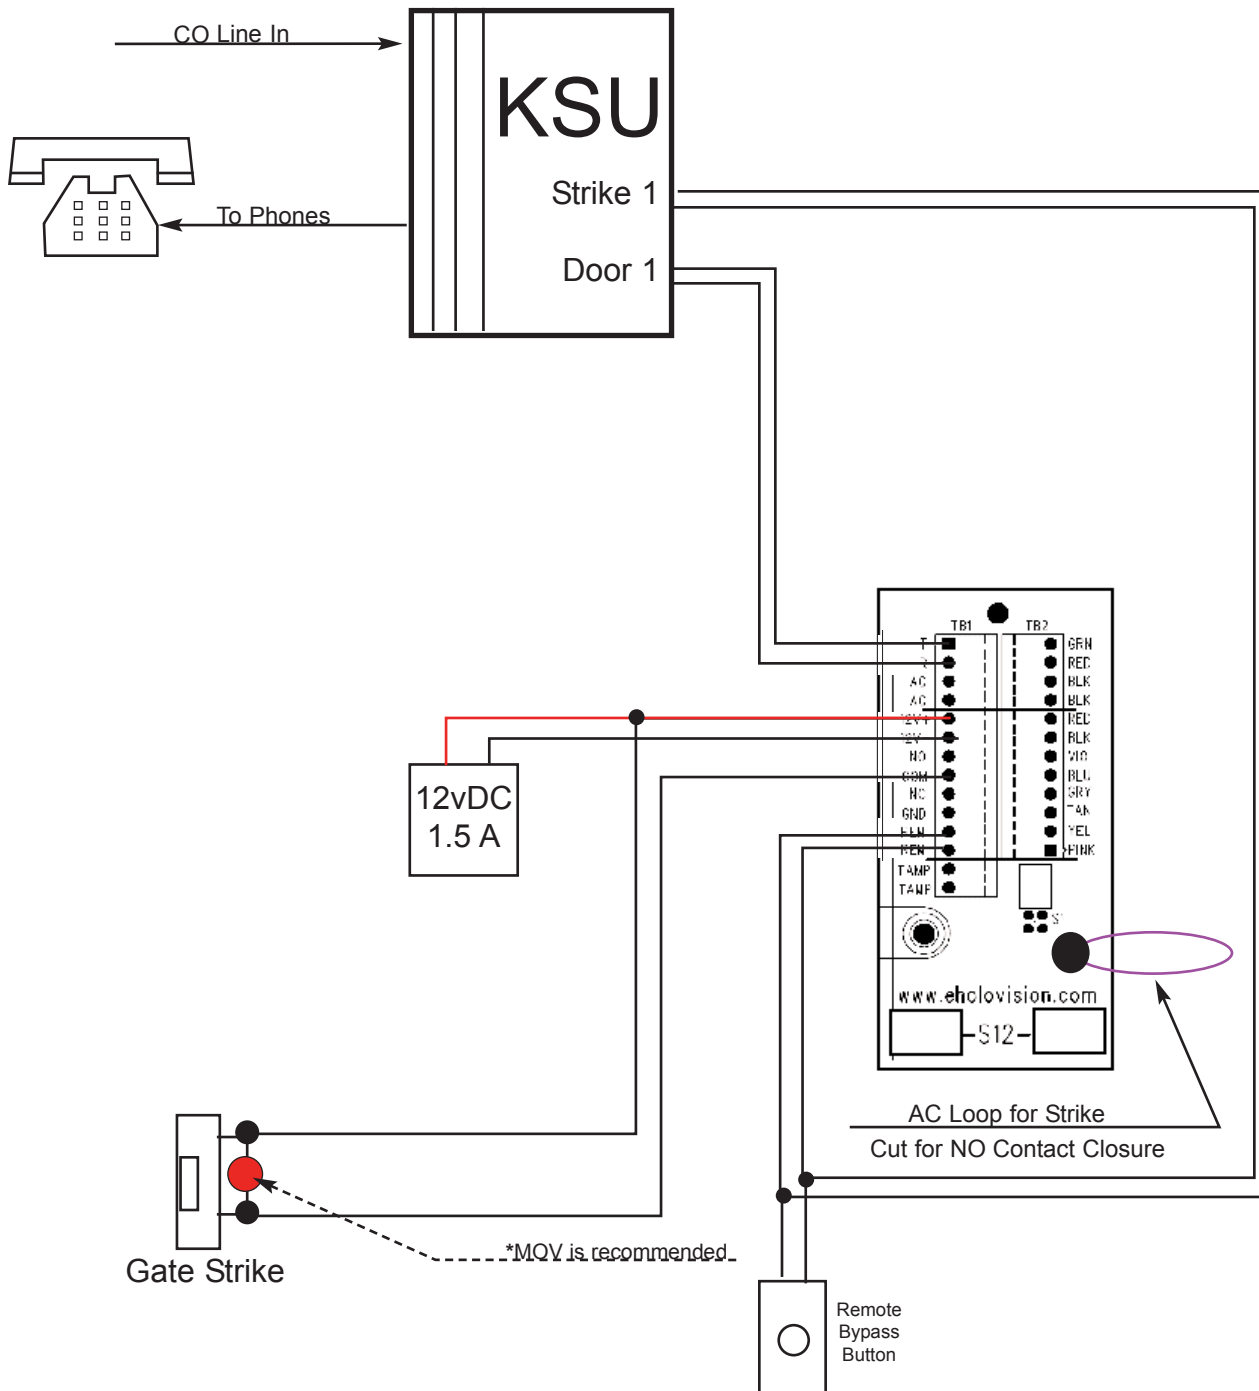 CO Line In
KSU
Strike 1
To Phones
Door 1
TB1 TB2
T GRN
RED
AC BLK
AC BLK
12V+ RED
12V- BLK
NO VIO
COM BLU
NC GRY
GND TAN
REM YEL
REM PINK
TAMP
TAMP
12vDC
1.5 A
www.ehclovision.com
S12
AC Loop for Strike
Cut for NO Contact Closure
*MOV is recommended
Gate Strike
Remote
Bypass
Button